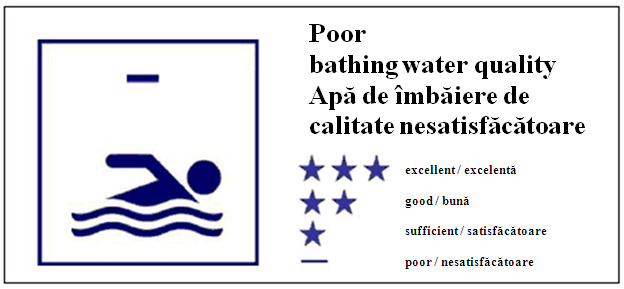 Poor
bathing water quality
Apă de îmbăiere de
calitate nesatisfăcătoare
excellent / excelentă
good / bună
sufficient / satisfăcătoare
poor / nesatisfăcătoare